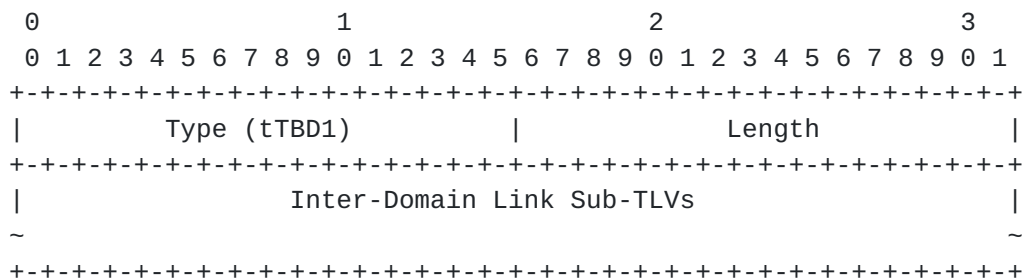 0                   1                   2                   3
 0 1 2 3 4 5 6 7 8 9 0 1 2 3 4 5 6 7 8 9 0 1 2 3 4 5 6 7 8 9 0 1
+-+-+-+-+-+-+-+-+-+-+-+-+-+-+-+-+-+-+-+-+-+-+-+-+-+-+-+-+-+-+-+-+
|         Type (tTBD1)          |             Length            |
+-+-+-+-+-+-+-+-+-+-+-+-+-+-+-+-+-+-+-+-+-+-+-+-+-+-+-+-+-+-+-+-+
|                 Inter-Domain Link Sub-TLVs                    |
~                                                               ~
+-+-+-+-+-+-+-+-+-+-+-+-+-+-+-+-+-+-+-+-+-+-+-+-+-+-+-+-+-+-+-+-+